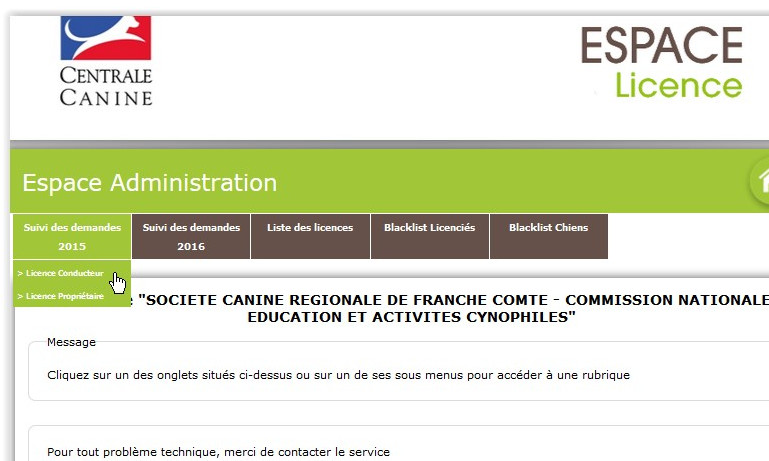 CENTRALE
CANINE
ESPACE
Licence
Espace Administration
Suivi des demandes
2015
Suivi des demandes
2016
Liste des licences
Blacklist Licenciés
Blacklist Chiens
> Licence Conducteur
> Licence Propriétaire
"SOCIETE CANINE REGIONALE DE FRANCHE COMTE - COMMISSION NATIONALE
EDUCATION ET ACTIVITES CYNOPHILES"
Message
Cliquez sur un des onglets situés ci-dessus ou sur un de ses sous menus pour accéder à une rubrique
Pour tout problème technique, merci de contacter le service